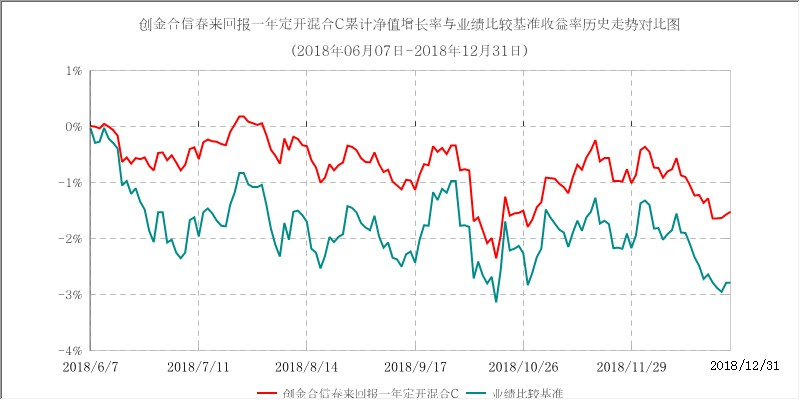 创金合信春来回报一年定开混合C累计净值增长率与业绩比较基准收益率历史走势对比图
(2018年06月07日-2018年12月31日)
1%
0%
-1%
-2%
-3%
-4%
2018/6/7 2018/7/11 2018/8/14 2018/9/17 2018/10/26 2018/11/29 2018/12/31
创金合信春来回报一年定开混合C 业绩比较基准